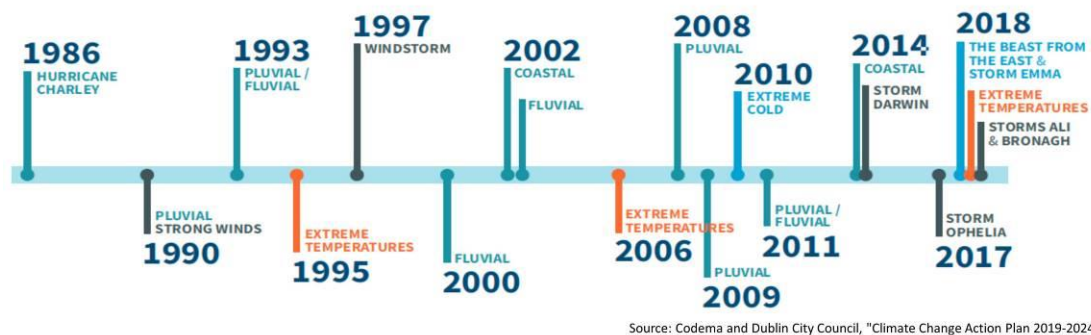 1986
HURRICANE
CHARLEY
PLUVIAL
STRONG WINDS
1990
1993
PLUVIAL /
FLUVIAL
EXTREME
TEMPERATURES
1995
1997
WINDSTORM
FLUVIAL
2000
2002
COASTAL
FLUVIAL
EXTREME
TEMPERATURES
2006
2008
PLUVIAL
PLUVIAL
2009
2010
EXTREME
COLD
PLUVIAL /
FLUVIAL
2011
2014
COASTAL
STORM
DARWIN
STORM
OPHELIA
2017
2018
THE BEAST FROM
THE EAST &
STORM EMMA
EXTREME
TEMPERATURES
STORMS ALI
& BRONAGH
Source: Codema and Dublin City Council, "Climate Change Action Plan 2019-2024